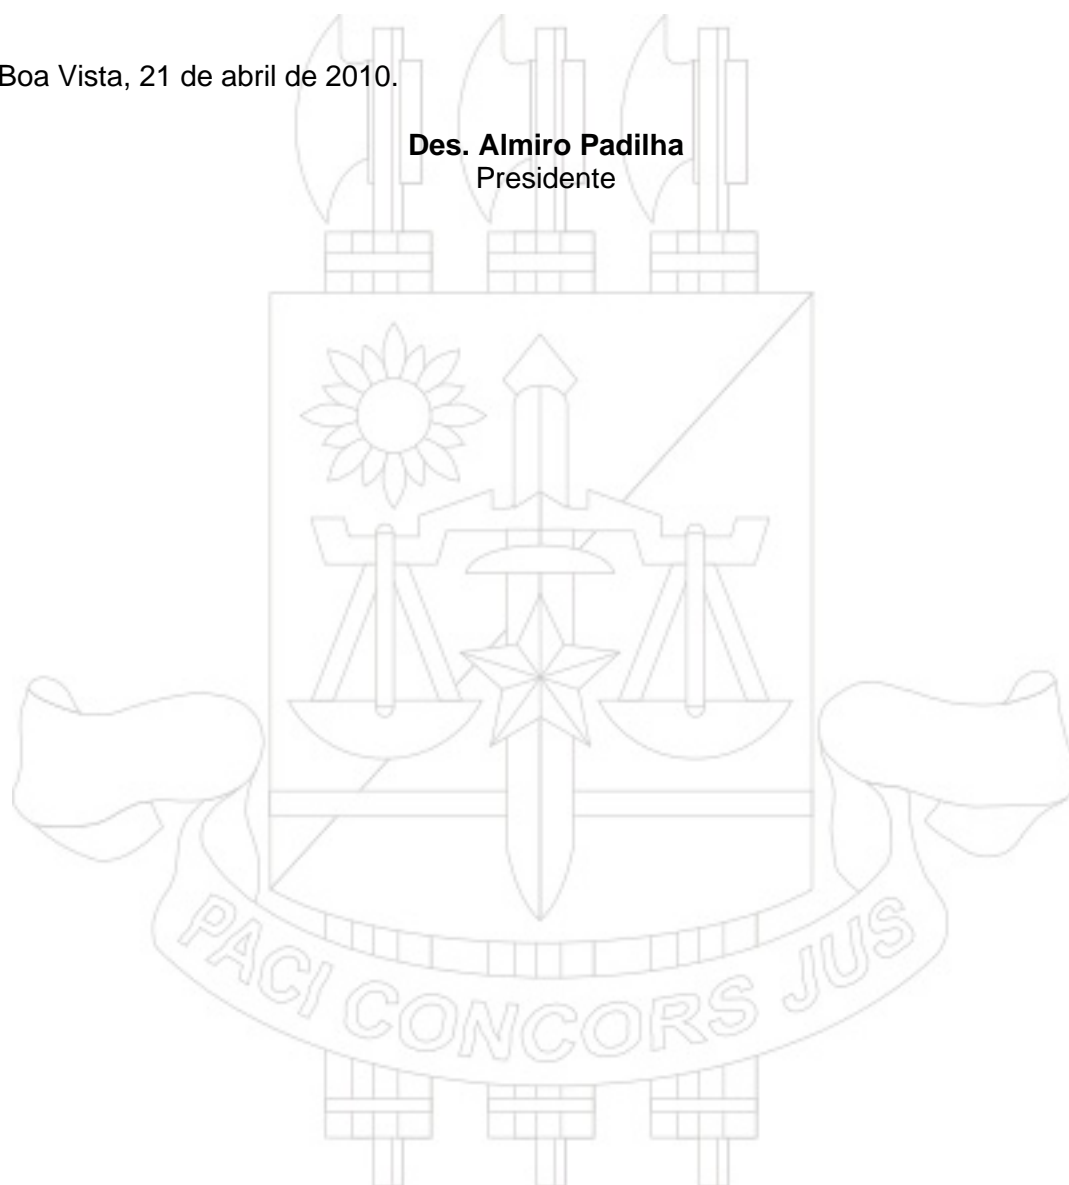 Boa Vista, 21 de abril de 2010.
Des. Almiro Padilha
Presidente
PACI CONCORS JUS